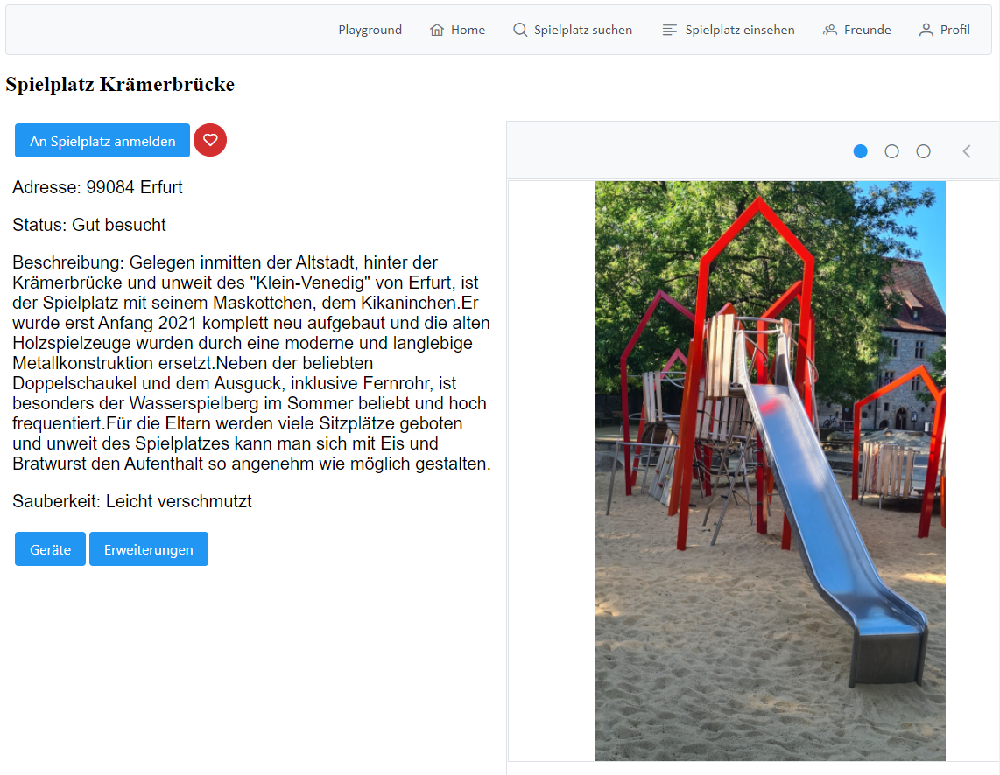 Playground Home Spielplatz suchen Spielplatz einsehen Freunde Profil
Spielplatz Krämerbrücke
An Spielplatz anmelden
Adresse: 99084 Erfurt
Status: Gut besucht
Beschreibung: Gelegen inmitten der Altstadt, hinter der
Krämerbrücke und unweit des "Klein-Venedig" von Erfurt, ist
der Spielplatz mit seinem Maskottchen, dem Kikaninchen.Er
wurde erst Anfang 2021 komplett neu aufgebaut und die alten
Holzspielzeuge wurden durch eine moderne und langlebige
Metallkonstruktion ersetzt.Neben der beliebten
Doppelschaukel und dem Ausguck, inklusive Fernrohr, ist
besonders der Wasserspielberg im Sommer beliebt und hoch
frequentiert.Für die Eltern werden viele Sitzplätze geboten
und unweit des Spielplatzes kann man sich mit Eis und
Bratwurst den Aufenthalt so angenehm wie möglich gestalten.
Sauberkeit: Leicht verschmutzt
Geräte Erweiterungen